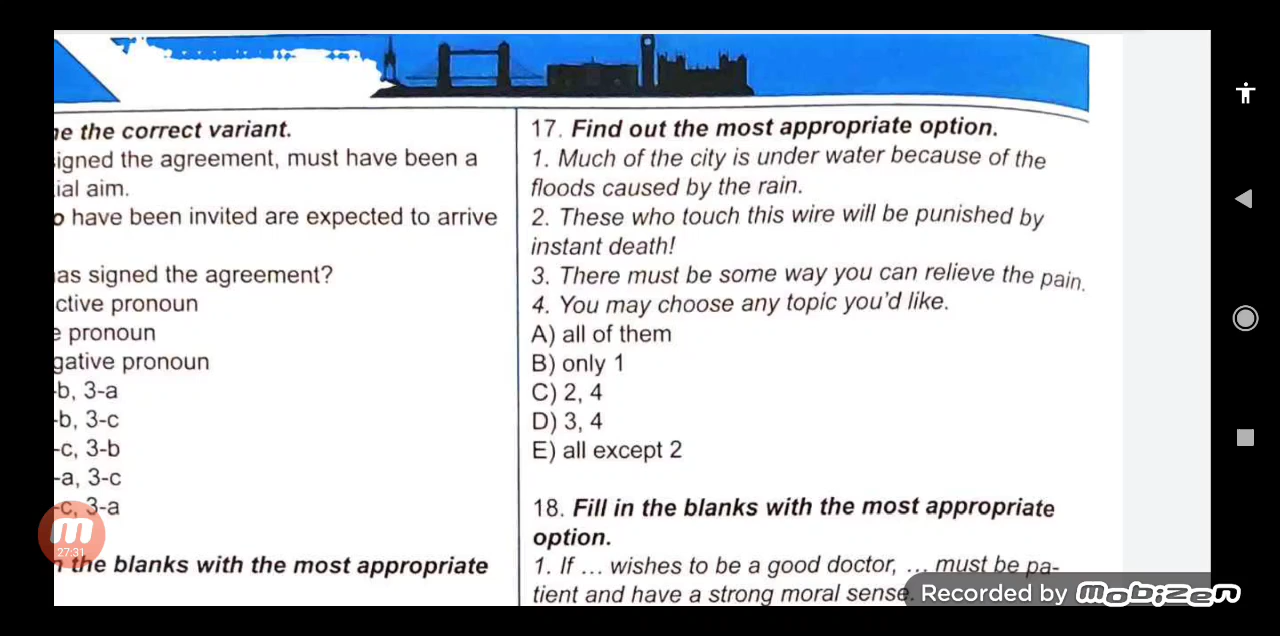 the correct variant.
signed the agreement, must have been a
aim.
have been invited are expected to arrive
signed the agreement?
pronoun
pronoun
pronoun
-b, 3-a
-b, 3-c
-c, 3-b
-a, 3-c
-c, 3-a
the blanks with the most appropriate
17. Find out the most appropriate option.
1. Much of the city is under water because of the
floods caused by the rain.
2. These who touch this wire will be punished by
instant death!
3. There must be some way you can relieve the pain.
4. You may choose any topic you'd like.
A) all of them
B) only 1
C) 2, 4
D) 3, 4
E) all except 2
18. Fill in the blanks with the most appropriate
option.
1. If ... wishes to be a good doctor, ... must be pa-
tient and have a strong moral sense.
27:31
Recorded by Mobizen